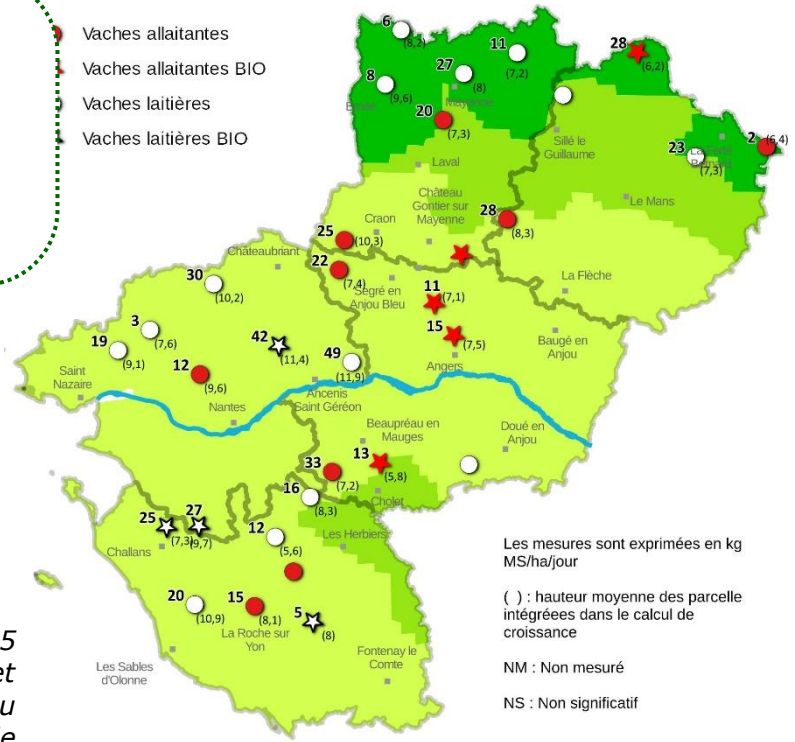 Vaches allaitantes
Vaches allaitantes BIO
Vaches laitières
Vaches laitières BIO
6
(8,2)
11
(7,2)
28
(6,2)
8
(9,6)
27
(8)
Mayenne
20
(7,3)
Sillé le
Guillaume
2
(6,4)
23
(7,3)
Laval
Le Mans
Château
Gontier sur
Mayenne
28
(8,3)
Craon
25
(10,3)
Châteaubriant
22
(7,4)
La Flèche
30
(10,2)
Segré en
Anjou Bleu
11
(7,1)
3
(7,6)
15
(7,5)
19
(9,1)
42
(11,4)
49
(11,9)
Baugé en
Anjou
Angers
Saint
Nazaire
12
(9,6)
Ancenis
Saint Géréon
Nantes
Beaupréau en
Mauges
Doué en
Anjou
33
(7,2)
13
(5,8)
16
(8,3)
Cholet
25
(7,3)
27
(9,7)
12
(5,6)
Les Herbiers
Challans
20
(10,9)
15
(8,1)
5
(8)
La Roche sur
Yon
Les Sables
d'Olonne
Fontenay le
Comte
Les mesures sont exprimées en kg
MS/ha/jour
( ) : hauteur moyenne des parcelle
intégréees dans le calcul de
croissance
NM : Non mesuré
NS : Non significatif
5
et